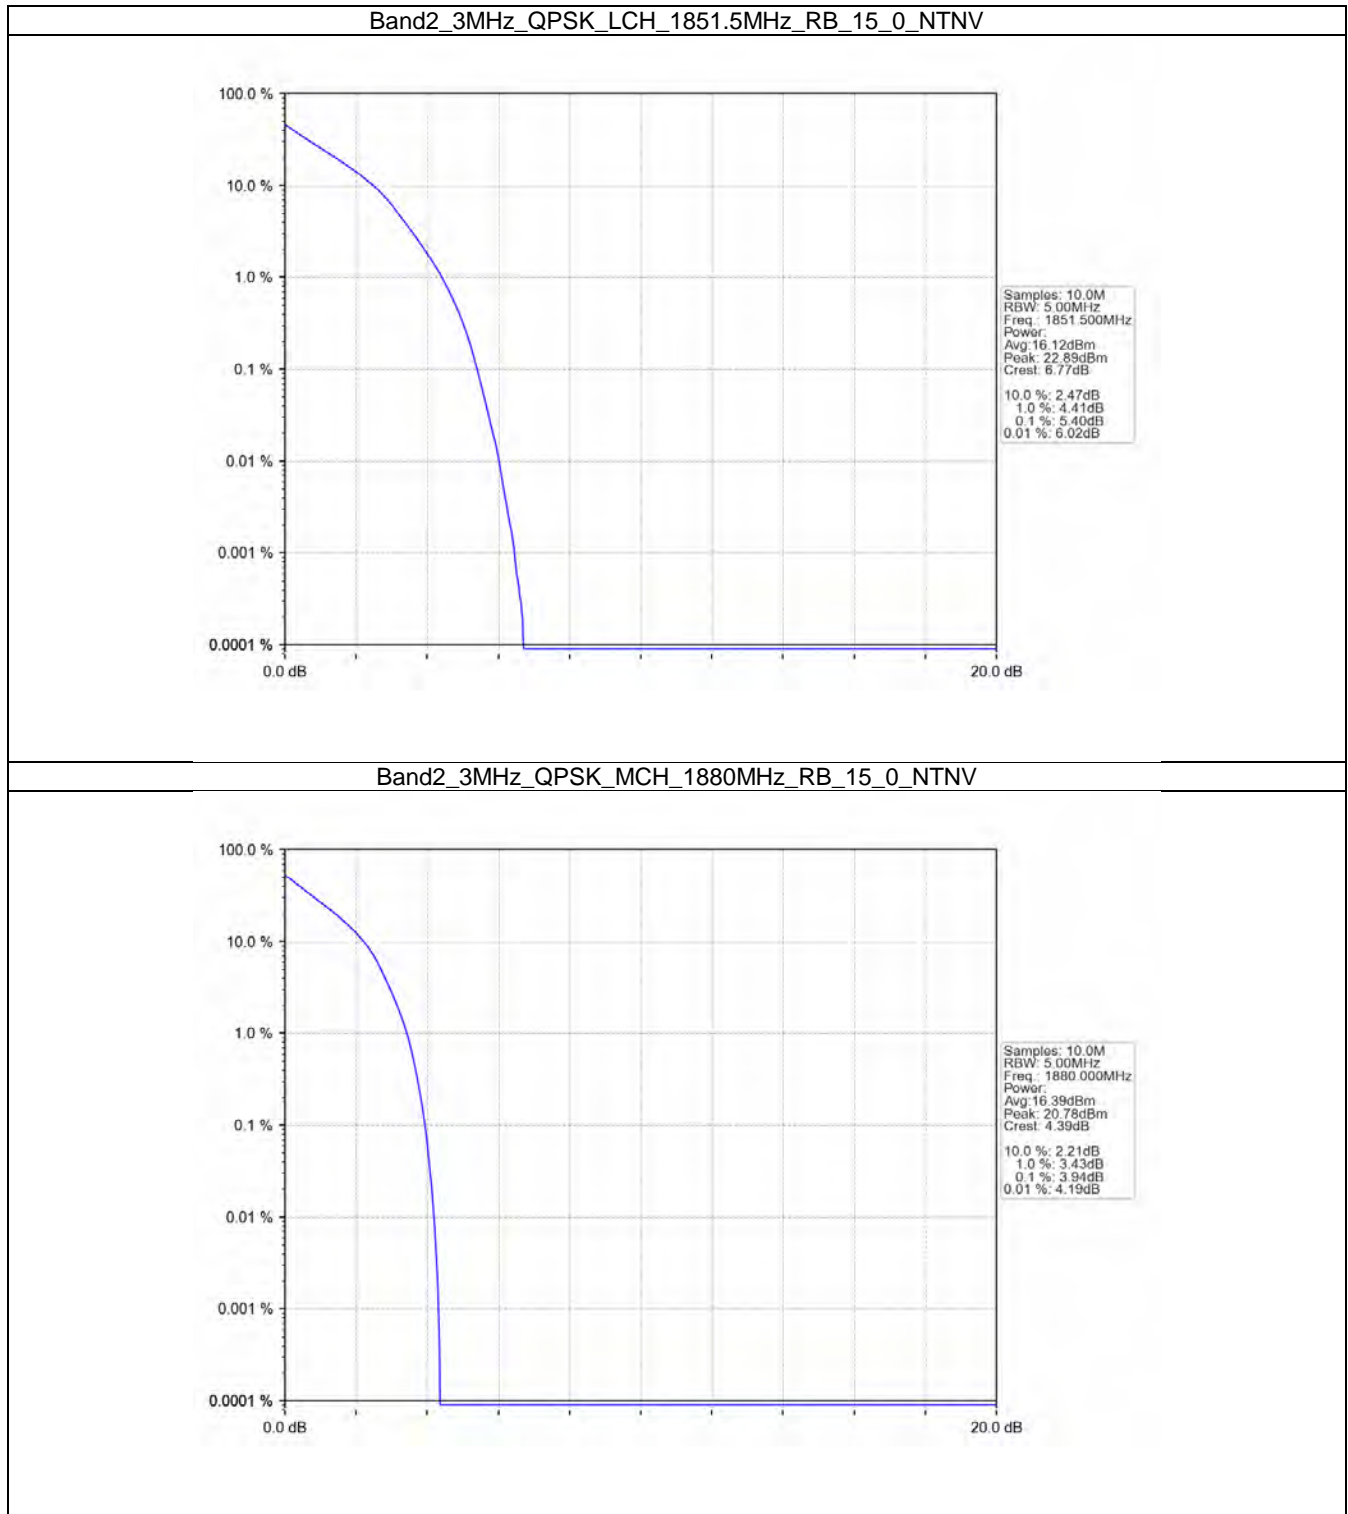 Band2_3MHz_QPSK_LCH_1851.5MHz_RB_15_0_NTNV
100.0 %
10.0 %
1.0 %
0.1 %
0.01 %
0.001 %
0.0001 %
0.0 dB
20.0 dB
Samples: 10.0M
RBW: 5.00MHz
Freq.: 1851.500MHz
Power:
Avg:16.12dBm
Peak: 22.89dBm
Crest: 6.77dB
10.0 %: 2.47dB
1.0 %: 4.41dB
0.1 %: 5.40dB
0.01 %: 6.02dB
Band2_3MHz_QPSK_MCH_1880MHz_RB_15_0_NTNV
100.0 %
10.0 %
1.0 %
0.1 %
0.01 %
0.001 %
0.0001 %
0.0 dB
20.0 dB
Samples: 10.0M
RBW: 5.00MHz
Freq.: 1880.000MHz
Power:
Avg:16.39dBm
Peak: 20.78dBm
Crest: 4.39dB
10.0 %: 2.21dB
1.0 %: 3.43dB
0.1 %: 3.94dB
0.01 %: 4.19dB